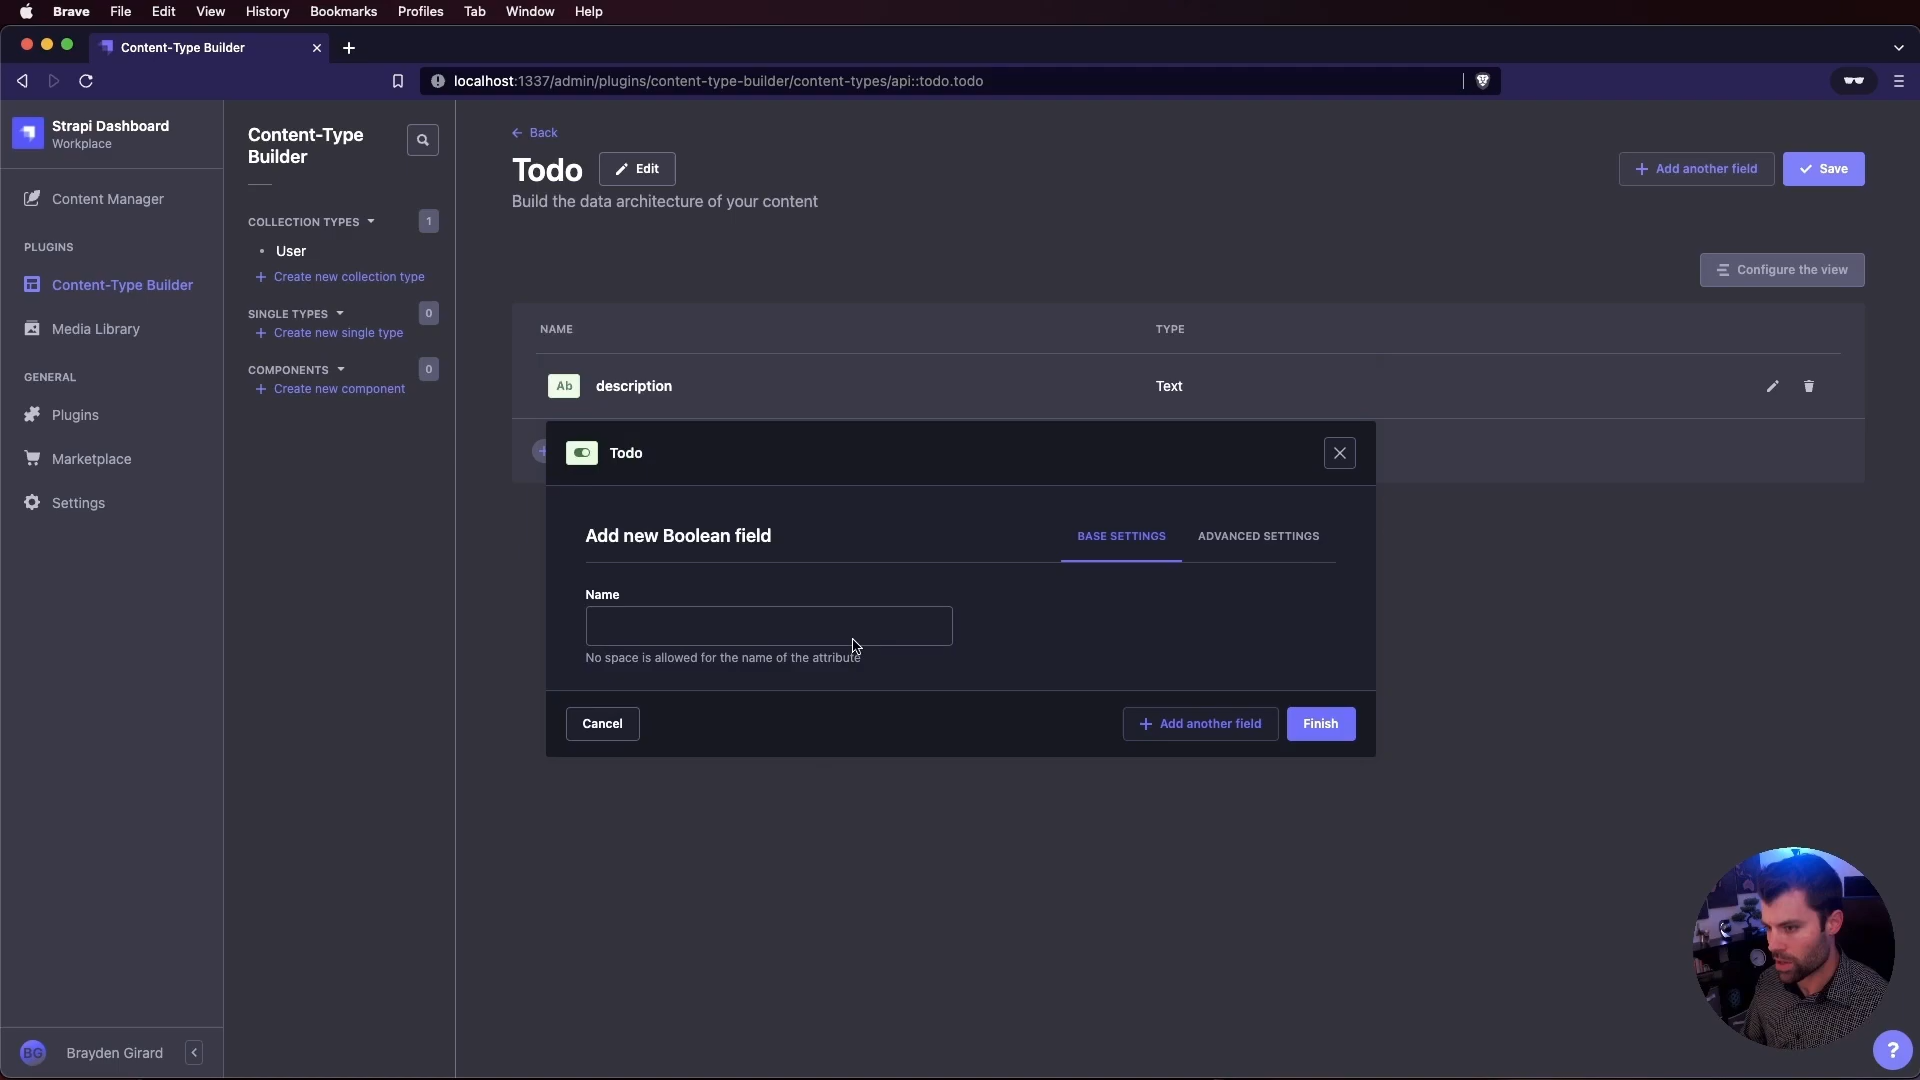 Brave File Edit View History Bookmarks Profiles Tab Window Help
Content-Type Builder
localhost:1337/admin/plugins/content-type-builder/content-types/api::todo.todo
Strapi Dashboard
Workplace
Content Manager
PLUGINS
Content-Type Builder
Media Library
GENERAL
Plugins
Marketplace
Settings
BG Brayden Girard
Content-Type
Builder
COLLECTION TYPES 1
User
Create new collection type
SINGLE TYPES 0
Create new single type
COMPONENTS 0
Create new component
Back
Todo Edit
Build the data architecture of your content
Add another field Save
Configure the view
NAME TYPE
Ab description Text
Todo
Add new Boolean field BASE SETTINGS ADVANCED SETTINGS
Name
No space is allowed for the name of the attribute
Cancel Add another field Finish
?